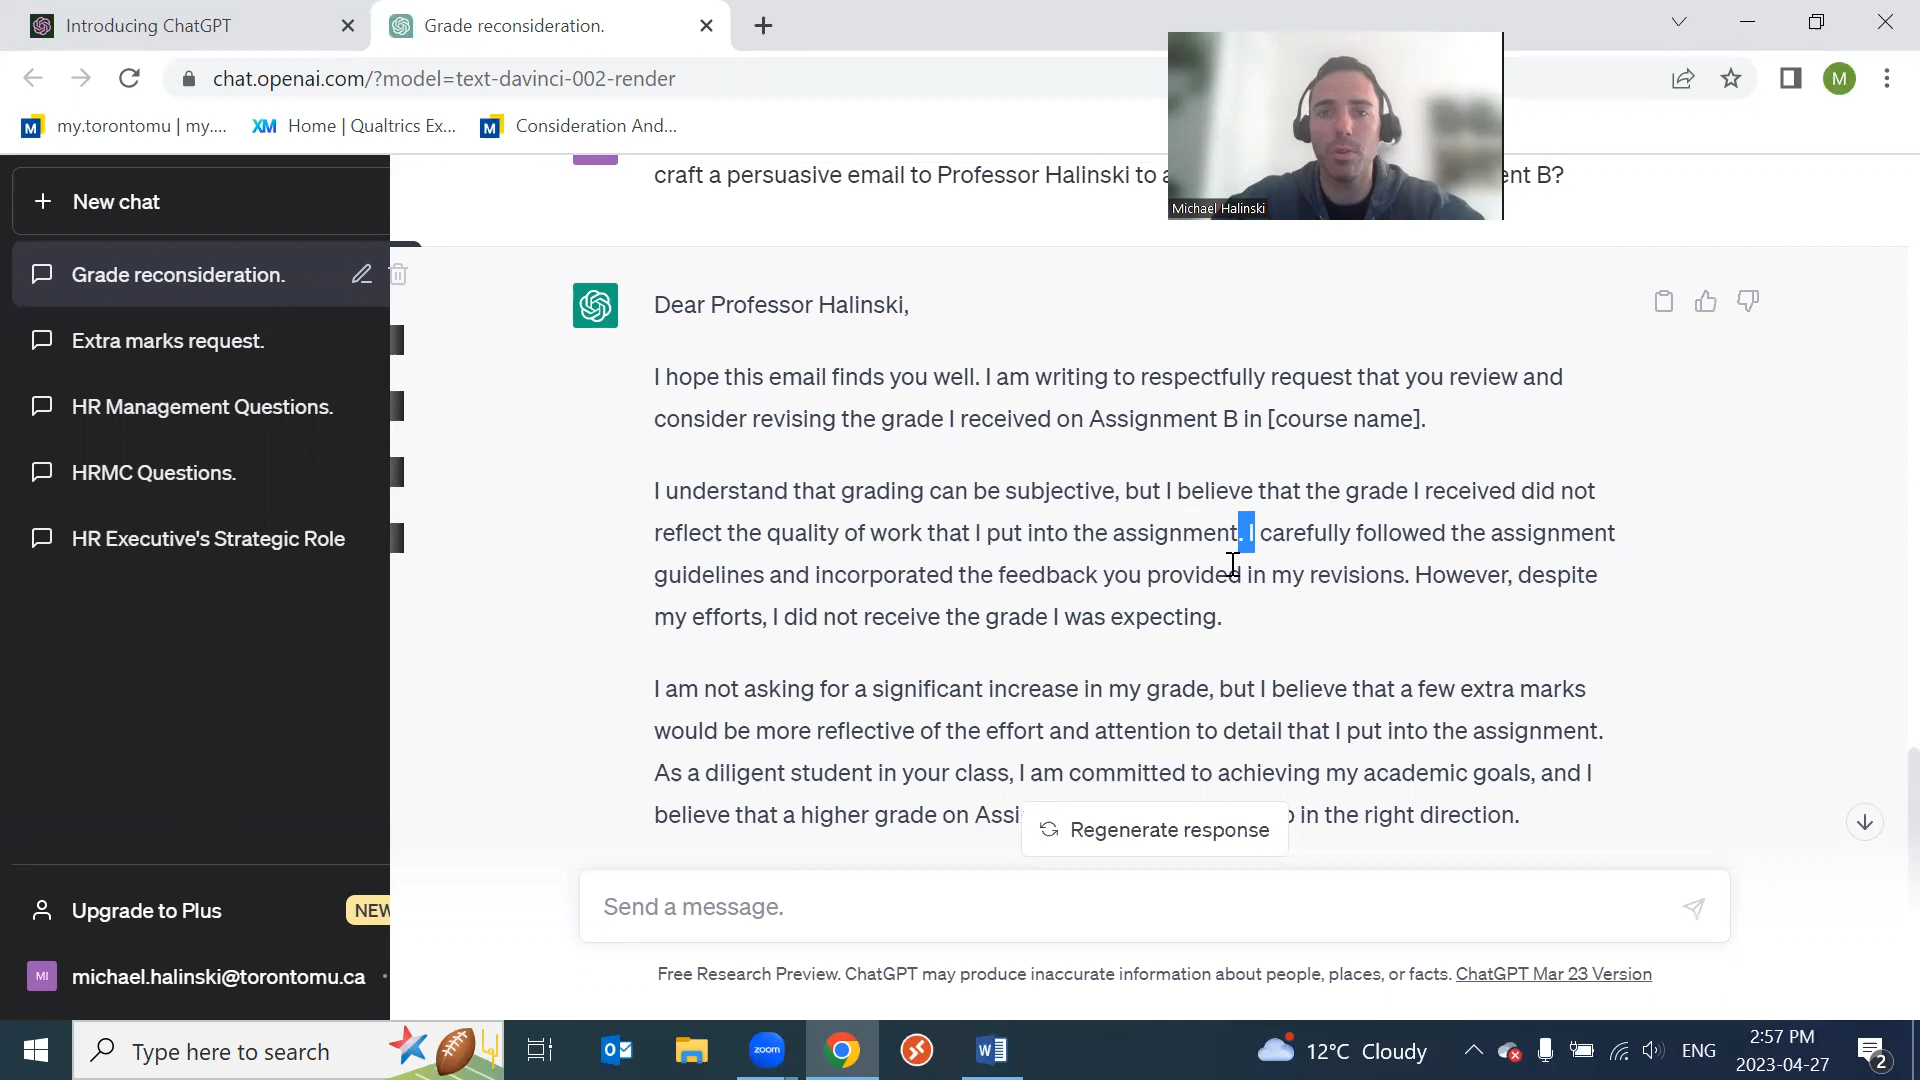 Introducing ChatGPT
Grade reconsideration.
chat.openai.com/?model=text-davinci-002-render
M
my.torontomu | my....
XM Home | Qualtrics Ex...
Consideration And...
New chat
Grade reconsideration.
Extra marks request.
HR Management Questions.
HRMC Questions.
HR Executive's Strategic Role
Upgrade to Plus
NEW
MI
michael.halinski@torontomu.ca
craft a persuasive email to Professor Halinski to
nt B?
Michael Halinski
Dear Professor Halinski,
I hope this email finds you well. I am writing to respectfully request that you review and
consider revising the grade I received on Assignment B in [course name].
I understand that grading can be subjective, but I believe that the grade I received did not
reflect the quality of work that I put into the assignment. I carefully followed the assignment
guidelines and incorporated the feedback you provided in my revisions. However, despite
my efforts, I did not receive the grade I was expecting.
I am not asking for a significant increase in my grade, but I believe that a few extra marks
would be more reflective of the effort and attention to detail that I put into the assignment.
As a diligent student in your class, I am committed to achieving my academic goals, and I
believe that a higher grade on Assi
in the right direction.
Regenerate response
Send a message.
Free Research Preview. ChatGPT may produce inaccurate information about people, places, or facts. ChatGPT Mar 23 Version
Type here to search
zoom
12°C Cloudy
ENG
2:57 PM
2023-04-27
2